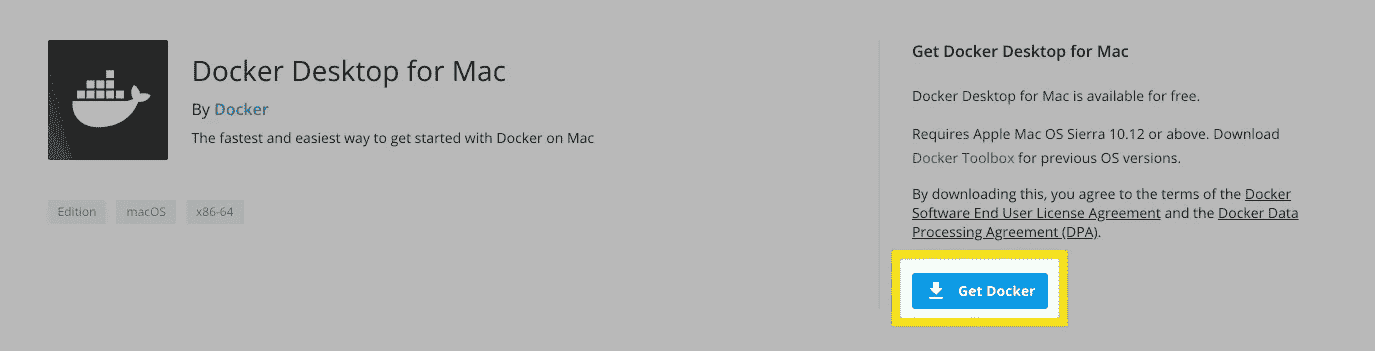 Docker Desktop for Mac
By Docker
The fastest and easiest way to get started with Docker on Mac
Edition
macOS
x86-64
Get Docker Desktop for Mac
Docker Desktop for Mac is available for free.
Requires Apple Mac OS Sierra 10.12 or above. Download
Docker Toolbox for previous OS versions.
By downloading this, you agree to the terms of the Docker
Software End User License Agreement and the Docker Data
Processing Agreement (DPA).
Get Docker